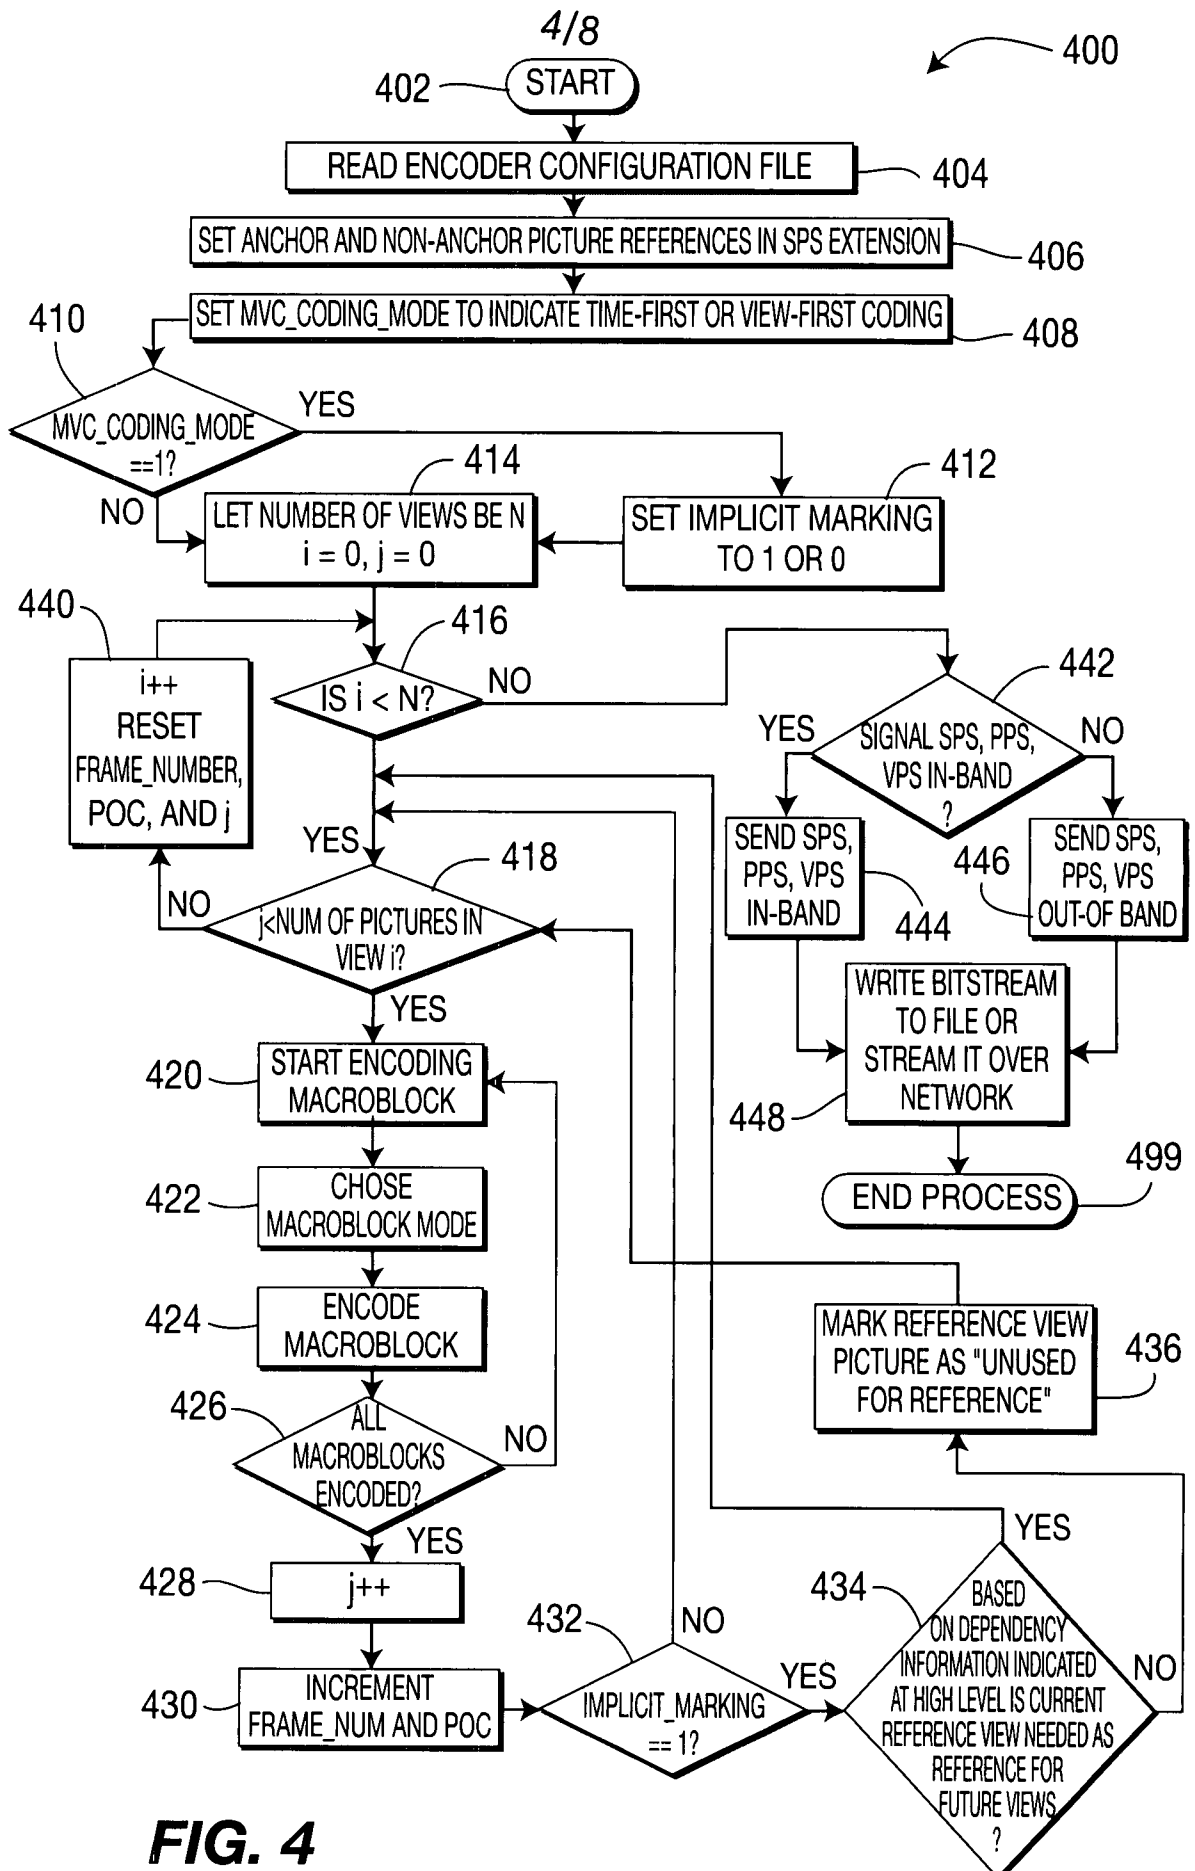 4/8
400
402
START
READ ENCODER CONFIGURATION FILE
404
SET ANCHOR AND NON-ANCHOR PICTURE REFERENCES IN SPS EXTENSION
406
SET MVC_CODING_MODE TO INDICATE TIME-FIRST OR VIEW-FIRST CODING
408
410
MVC_CODING_MODE
==1?
YES
NO
414
LET NUMBER OF VIEWS BE N
i = 0, j = 0
412
SET IMPLICIT MARKING
TO 1 OR 0
440
i++
RESET
FRAME_NUMBER,
POC, AND j
416
IS i < N?
NO
YES
442
SIGNAL SPS, PPS,
VPS IN-BAND
?
YES
NO
SEND SPS,
PPS, VPS
IN-BAND
444
SEND SPS,
PPS, VPS
OUT-OF BAND
446
418
j<NUM OF PICTURES IN
VIEW i?
NO
YES
WRITE BITSTREAM
TO FILE OR
STREAM IT OVER
NETWORK
448
END PROCESS
499
420
START ENCODING
MACROBLOCK
422
CHOSE
MACROBLOCK MODE
424
ENCODE
MACROBLOCK
426
ALL
MACROBLOCKS
ENCODED?
NO
YES
MARK REFERENCE VIEW
PICTURE AS "UNUSED
FOR REFERENCE"
436
428
j++
430
INCREMENT
FRAME_NUM AND POC
432
IMPLICIT_MARKING
== 1?
NO
YES
434
BASED
ON DEPENDENCY
INFORMATION INDICATED
AT HIGH LEVEL IS CURRENT
REFERENCE VIEW NEEDED AS
REFERENCE FOR
FUTURE VIEWS
?
YES
NO
FIG. 4